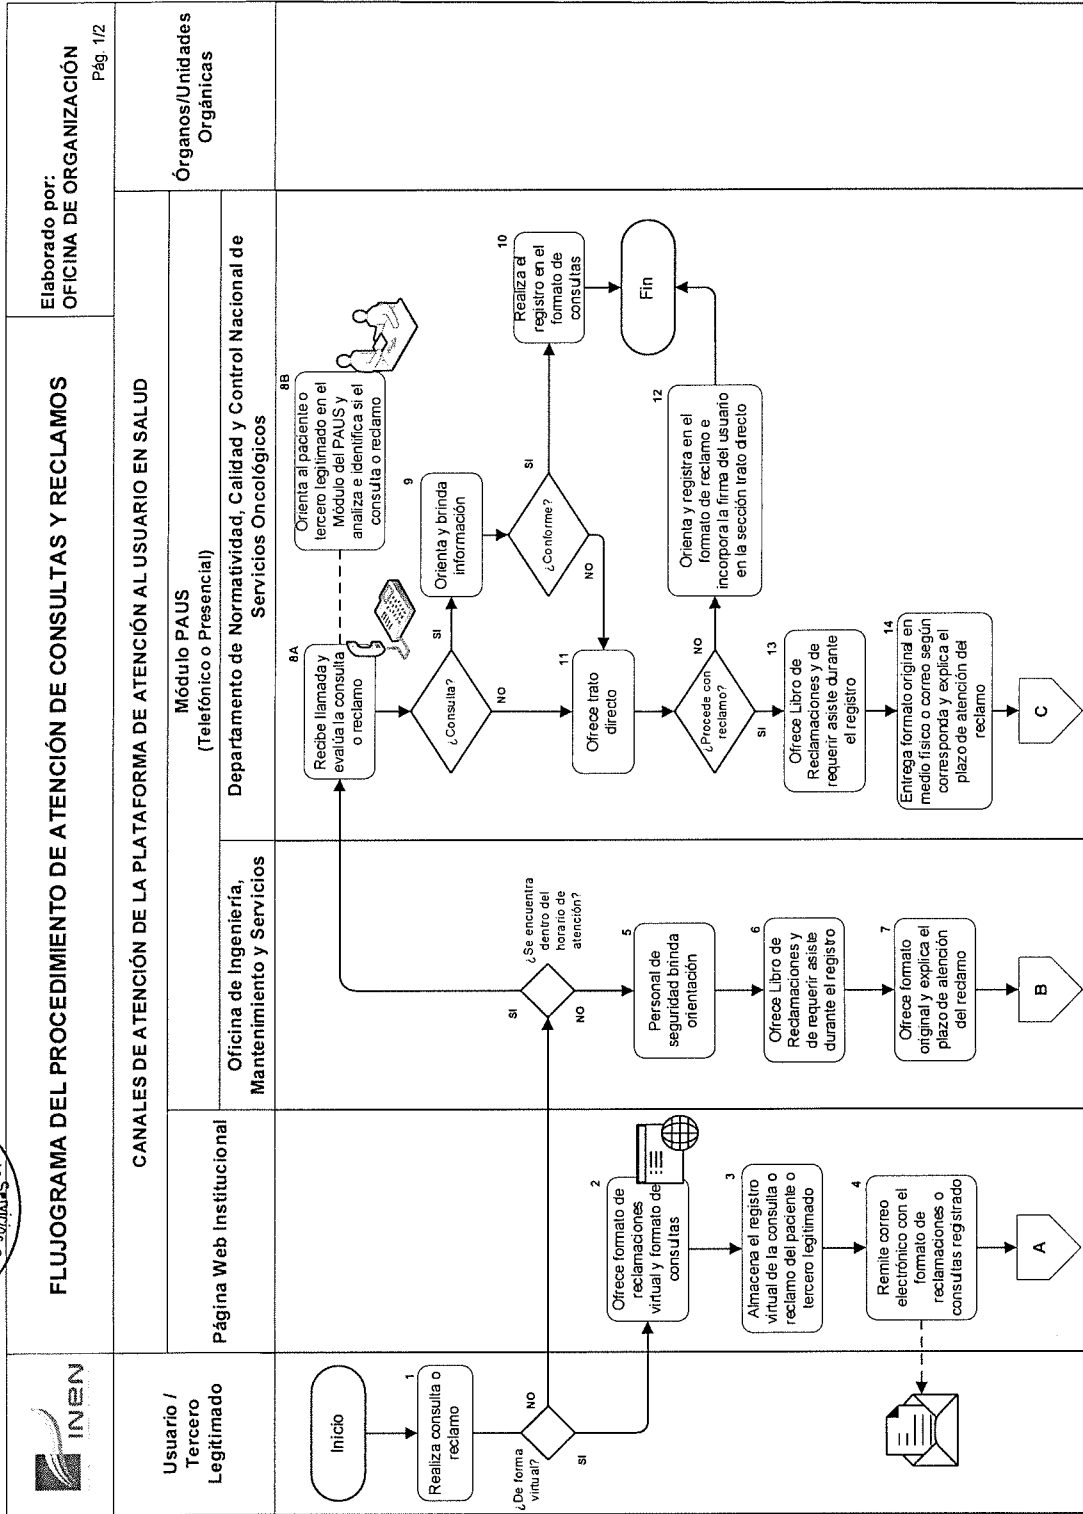 INEN
FLUJOGRAMA DEL PROCEDIMIENTO DE ATENCIÓN DE CONSULTAS Y RECLAMOS
Elaborado por:
OFICINA DE ORGANIZACIÓN
Pág. 1/2
CANALES DE ATENCIÓN DE LA PLATAFORMA DE ATENCIÓN AL USUARIO EN SALUD
Usuario /
Tercero
Legitimado
Página Web Institucional
Módulo PAUS
(Telefónico o Presencial)
Oficina de Ingeniería,
Mantenimiento y Servicios
Departamento de Normatividad, Calidad y Control Nacional de
Servicios Oncológicos
Órganos/Unidades
Orgánicas
Inicio
1
Realiza consulta o
reclamo
¿De forma
virtual?
NO
SI
2
Ofrece formato de
reclamaciones
virtual y formato de
consultas
3
Almacena el registro
virtual de la consulta o
reclamo del paciente o
tercero legitimado
4
Remite correo
electrónico con el
formato de
reclamaciones o
consultas registrado
A
¿Se encuentra
dentro del
horario de
atención?
SI
NO
5
Personal de
seguridad brinda
orientación
6
Ofrece Libro de
Reclamaciones y
de requerir asiste
durante el registro
7
Ofrece formato
original y explica el
plazo de atención
del reclamo
B
8A
Recibe llamada y
evalúa la consulta
o reclamo
8B
Orienta al paciente o
tercero legitimado en el
Módulo del PAUS y
analiza e identifica si el
consulta o reclamo
¿Consulta?
SI
NO
9
Orienta y brinda
información
¿Conforme?
SI
NO
10
Realiza el
registro en el
formato de
consultas
Fin
11
Ofrece trato
directo
¿Procede con
reclamo?
NO
SI
12
Orienta y registra en el
formato de reclamo e
incorpora la firma del usuario
en la sección trato directo
13
Ofrece Libro de
Reclamaciones y de
requerir asiste durante
el registro
14
Entrega formato original en
medio físico o correo según
corresponda y explica el
plazo de atención del
reclamo
C